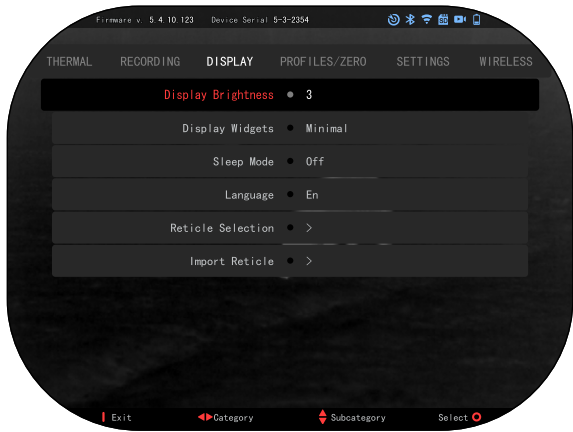 Firmware v. 5.4.10.123 Device Serial 5-3-2354
THERMAL RECORDING DISPLAY PROFILES/ZERO SETTINGS WIRELESS
Display Brightness 3
Display Widgets Minimal
Sleep Mode Off
Language En
Reticle Selection >
Import Reticle >
Exit Category Subcategory Select